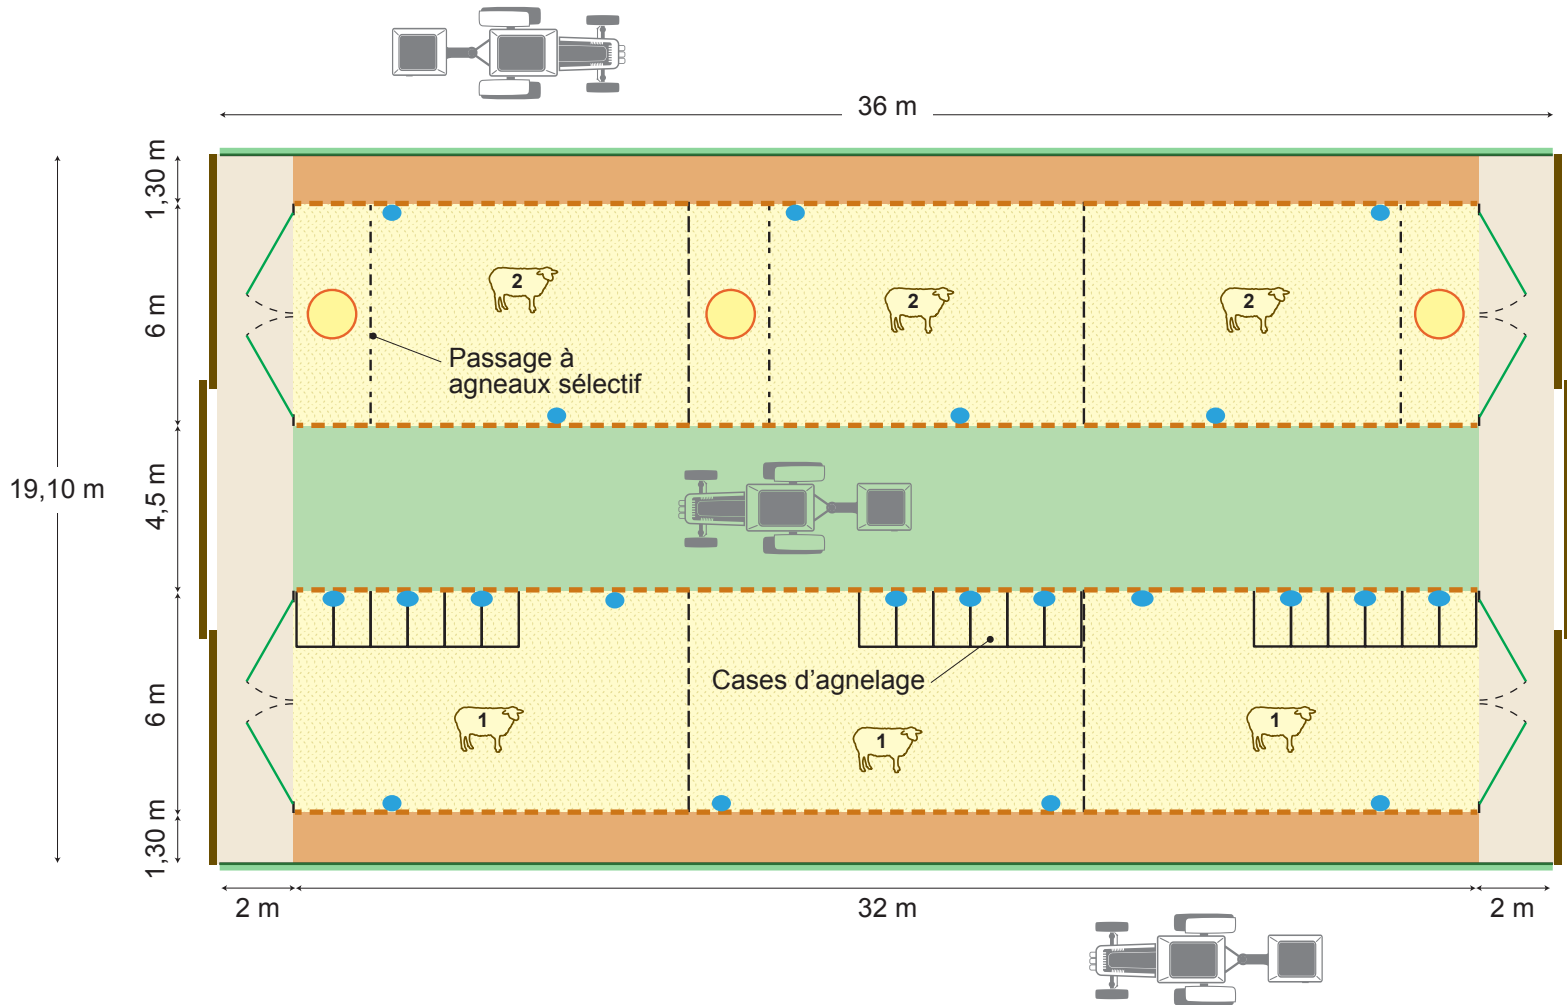 36 m
1,30 m
6 m
2
2
2
Passage à
agneaux sélectif
19,10 m
4,5 m
Cases d'agnelage
6 m
1
1
1
1,30 m
2 m
32 m
2 m